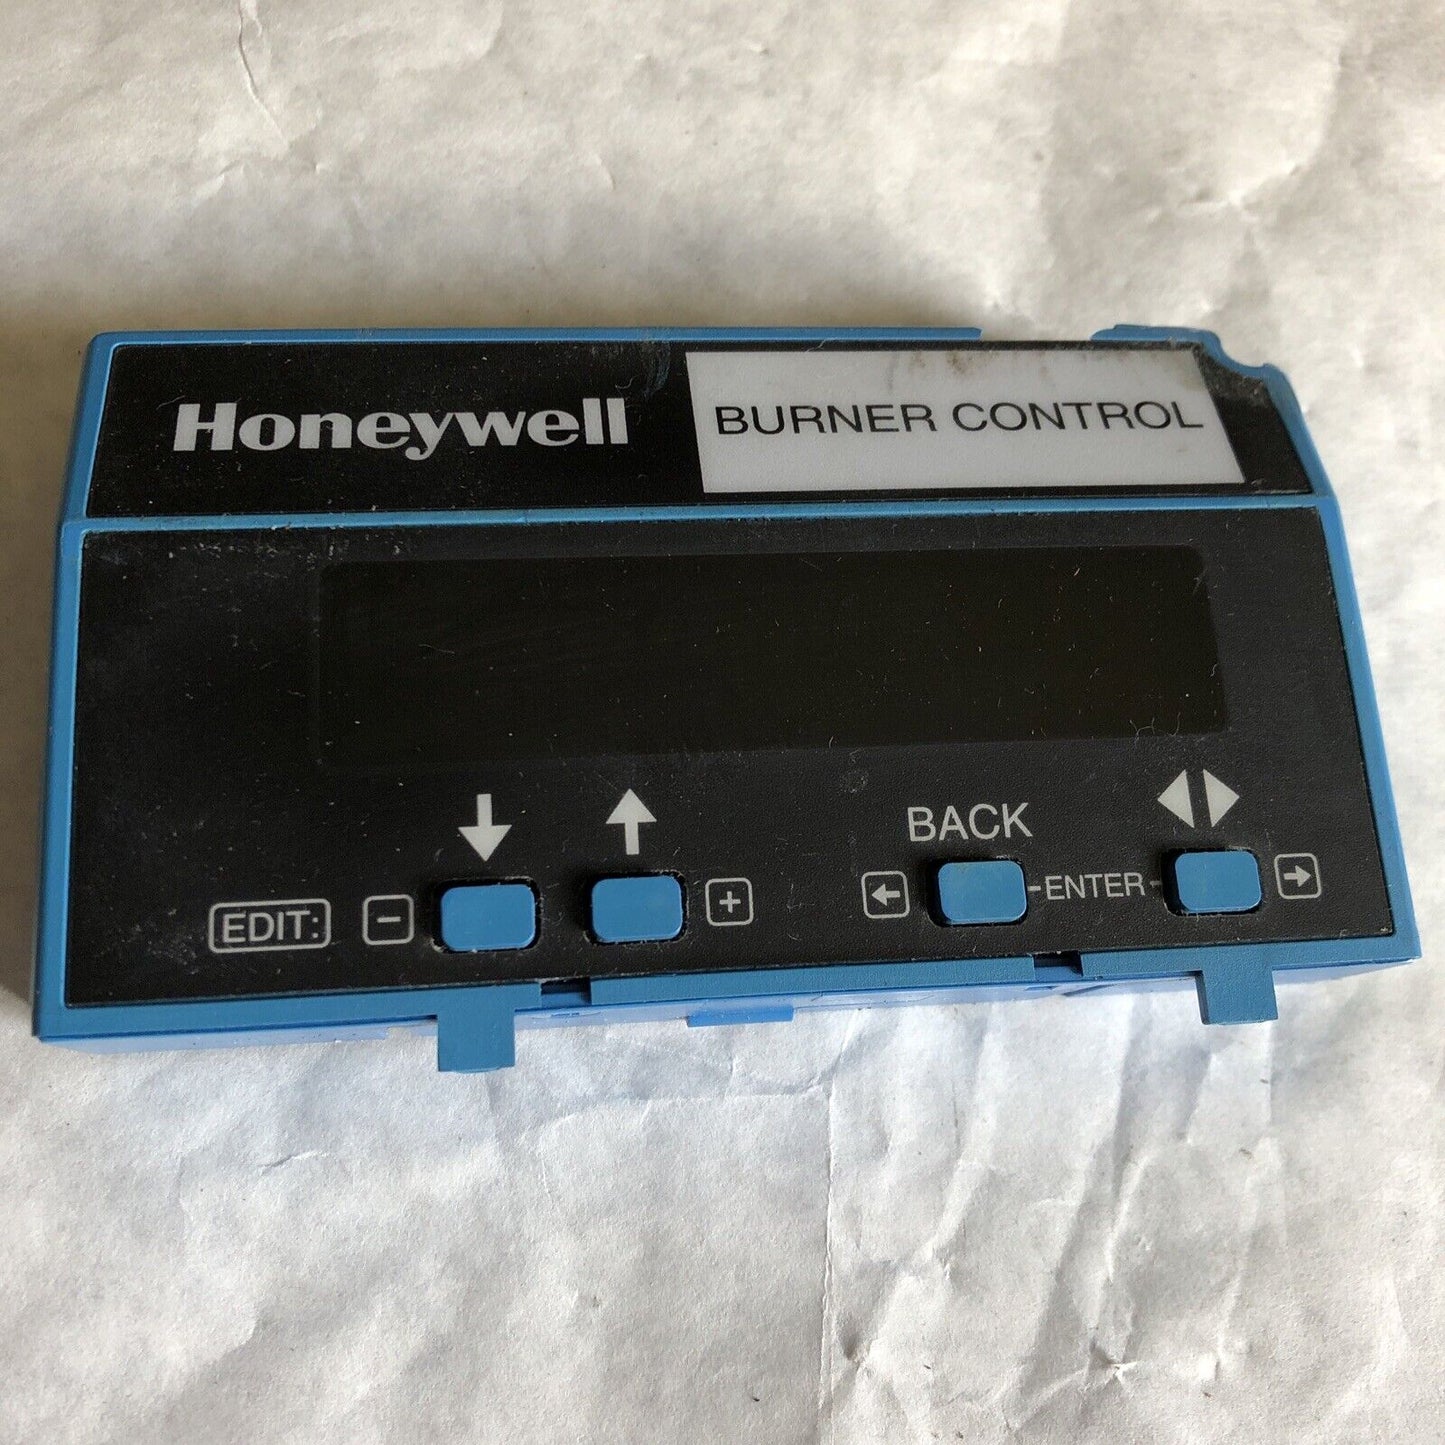 Honeywell
BURNER CONTROL
BACK
EDIT: - + ENTER